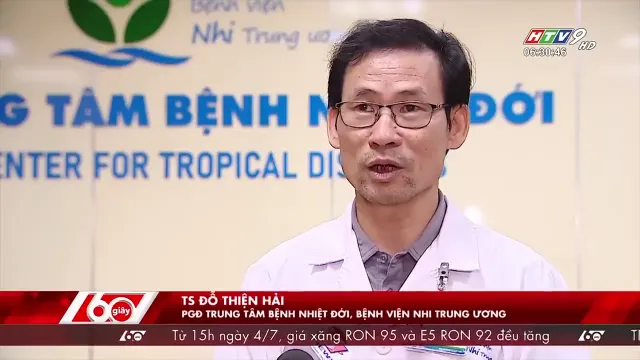 Bệnh viện
Nhi Trung ương
HTV9 HD
06:30:46
G TÂM BỆNH N ĐỚI
ENTER FOR TROPICAL DIS S
TS ĐỖ THIỆN HẢI
PGĐ TRUNG TÂM BỆNH NHIỆT ĐỚI, BỆNH VIỆN NHI TRUNG ƯƠNG
60 giây
60 Từ 15h ngày 4/7, giá xăng RON 95 và E5 RON 92 đều tăng 60